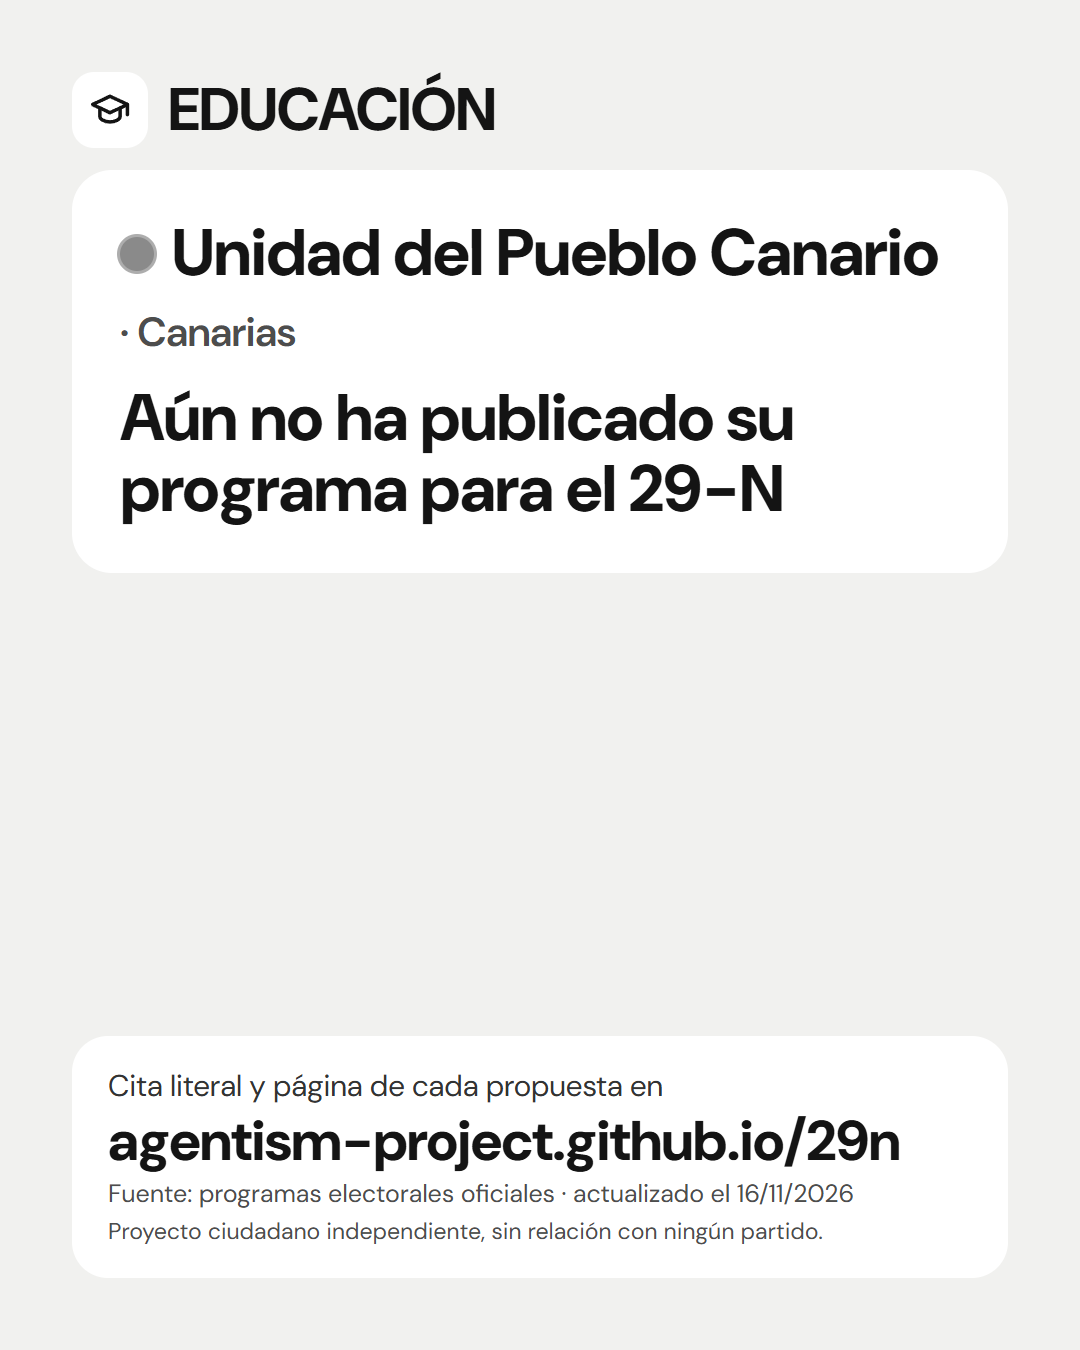 EDUCACIÓN
Unidad del Pueblo Canario
· Canarias
Aún no ha publicado su
programa para el 29-N
Cita literal y página de cada propuesta en
agentism-project.github.io/29n
Fuente: programas electorales oficiales · actualizado el 16/11/2026
Proyecto ciudadano independiente, sin relación con ningún partido.